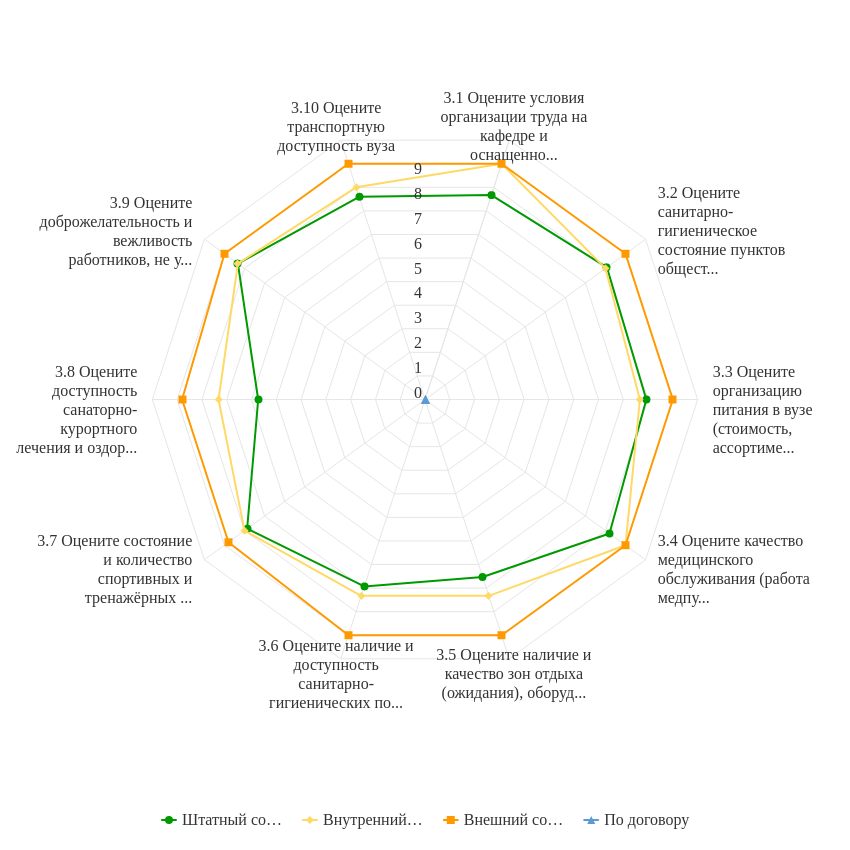 3.1 Оцените условия
организации труда на
кафедре и
оснащенно...
3.10 Оцените
транспортную
доступность вуза
3.2 Оцените
санитарно-
гигиеническое
состояние пунктов
общест...
3.9 Оцените
доброжелательность и
вежливость
работников, не у...
9
8
7
6
5
4
3
2
1
0
3.3 Оцените
организацию
питания в вузе
(стоимость,
ассортиме...
3.8 Оцените
доступность
санаторно-
курортного
лечения и оздор...
3.4 Оцените качество
медицинского
обслуживания (работа
медпу...
3.7 Оцените состояние
и количество
спортивных и
тренажёрных ...
3.6 Оцените наличие и
доступность
санитарно-
гигиенических по...
3.5 Оцените наличие и
качество зон отдыха
(ожидания), оборуд...
Штатный со… Внутренний… Внешний со… По договору